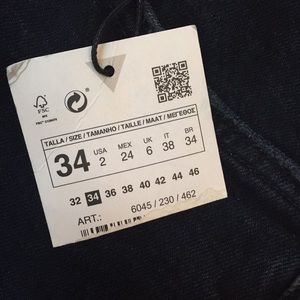 FSC
MIX
TALLA / SIZE / TAMANHO / TAILLE / MAAT / ΜΕΓΕΘΟΣ
34
USA MEX UK IT BR
2 24 6 38 34
32 34 36 38 40 42 44 46
ART.: 6045 / 230 / 462